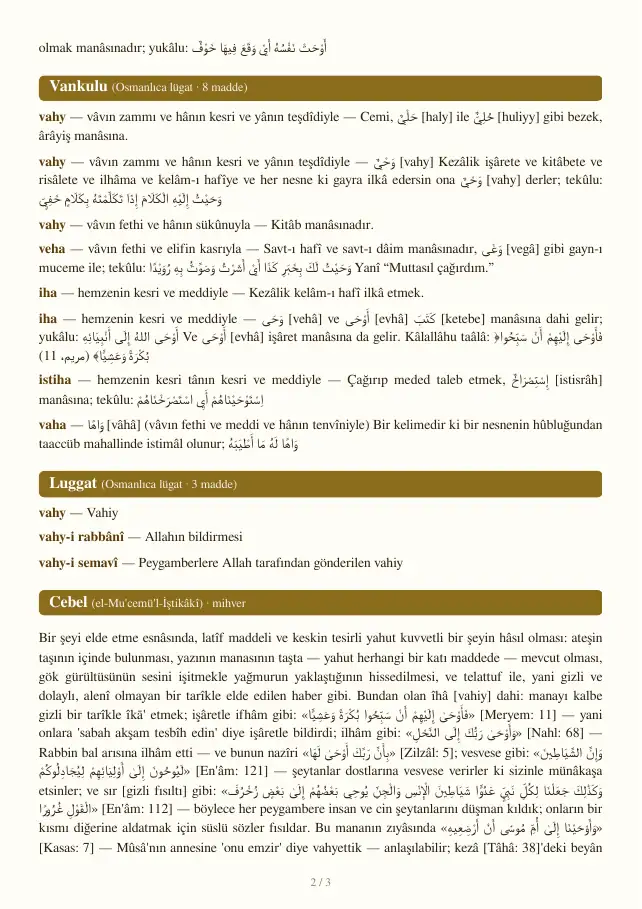 olmak manâsınadır; yukâlu: أَوْحَتْ نَفْسُهُ أَيْ وَقَعَ فِيهَا خَوْفٌ
Vankulu (Osmanlıca lügat · 8 madde)
vahy — vâvın zammı ve hânın kesri ve yânın teşdîdiyle — Cemi, حَلْيٌ [haly] ile حُلِيٌّ [huliyy] gibi bezek,
ârâyiş manâsına.
vahy — vâvın zammı ve hânın kesri ve yânın teşdîdiyle — وَحْيٌ [vahy] Kezâlik işârete ve kitâbete ve
risâlete ve ilhâma ve kelâm-ı hafîye ve her nesne ki gayra ilkâ edersin ona وَحْيٌ [vahy] derler; tekûlu:
وَحَيْتُ إِلَيْهِ الْكَلَامَ إِذَا تَكَلَّمْتَهُ بِكَلَامٍ خَفِيٍّ
vahy — vâvın fethi ve hânın sükûnuyla — Kitâb manâsınadır.
veha — vâvın fethi ve elifin kasrıyla — Savt-ı hafî ve savt-ı dâim manâsınadır, وَغَى [vegâ] gibi gayn-ı
muceme ile; tekûlu: وَحَيْتُ لَكَ بِخَبَرِ كَذَا أَيْ أَشَرْتُ وَصَوَّتُّ بِهِ رُوَيْدًا Yanî “Muttasıl çağırdım.”
iha — hemzenin kesri ve meddiyle — Kezâlik kelâm-ı hafî ilkâ etmek.
iha — hemzenin kesri ve meddiyle — وَحَى [vehâ] ve أَوْحَى [evhâ] كَتَبَ [ketebe] manâsına dahi gelir;
yukâlu: أَوْحَى اللهُ إِلَى أَنْبِيَائِهِ Ve أَوْحَى [evhâ] işâret manâsına da gelir. Kâlallâhu taâlâ: ﴿فَأَوْحَى إِلَيْهِمْ أَنْ سَبِّحُوا
بُكْرَةً وَعَشِيًّا﴾ (مريم، 11)
istiha — hemzenin kesri tânın kesri ve meddiyle — Çağırıp meded taleb etmek, إِسْتِصْرَاخٌ [istisrâh]
manâsına; tekûlu: اِسْتَوْحَيْنَاهُمْ أَيِ اسْتَصْرَخْنَاهُمْ
vaha — وَاهًا [vâhâ] (vâvın fethi ve meddi ve hânın tenvîniyle) Bir kelimedir ki bir nesnenin hûbluğundan
taaccüb mahallinde istimâl olunur; وَاهًا لَهُ مَا أَطْيَبَهُ
Luggat (Osmanlıca lügat · 3 madde)
vahy — Vahiy
vahy-i rabbânî — Allahın bildirmesi
vahy-i semavî — Peygamberlere Allah tarafından gönderilen vahiy
Cebel (el-Mu'cemü'l-İştikâkî) · mihver
Bir şeyi elde etme esnâsında, latîf maddeli ve keskin tesirli yahut kuvvetli bir şeyin hâsıl olması: ateşin
taşının içinde bulunması, yazının manasının taşta — yahut herhangi bir katı maddede — mevcut olması,
gök gürültüsünün sesini işitmekle yağmurun yaklaştığının hissedilmesi, ve telattuf ile, yani gizli ve
dolaylı, alenî olmayan bir tarîkle elde edilen haber gibi. Bundan olan îhâ [vahiy] dahi: manayı kalbe
gizli bir tarîkle îkā' etmek; işâretle ifhâm gibi: «فَأَوْحَىٰ إِلَيْهِمْ أَنْ سَبِّحُوا بُكْرَةً وَعَشِيًّا» [Meryem: 11] — yani
onlara 'sabah akşam tesbîh edin' diye işâretle bildirdi; ilhâm gibi: «وَأَوْحَىٰ رَبُّكَ إِلَى النَّحْلِ» [Nahl: 68] —
Rabbin bal arısına ilhâm etti — ve bunun nazîri «بِأَنَّ رَبَّكَ أَوْحَىٰ لَهَا» [Zilzâl: 5]; vesvese gibi: «وَإِنَّ الشَّيَاطِينَ
لَيُوحُونَ إِلَىٰ أَوْلِيَائِهِمْ لِيُجَادِلُوكُمْ» [En'âm: 121] — şeytanlar dostlarına vesvese verirler ki sizinle münâkaşa
etsinler; ve sır [gizli fısıltı] gibi: «وَكَذَٰلِكَ جَعَلْنَا لِكُلِّ نَبِيٍّ عَدُوًّا شَيَاطِينَ الْإِنْسِ وَالْجِنِّ يُوحِي بَعْضُهُمْ إِلَىٰ بَعْضٍ زُخْرُفَ
الْقَوْلِ غُرُورًا» [En'âm: 112] — böylece her peygambere insan ve cin şeytanlarını düşman kıldık; onların bir
kısmı diğerine aldatmak için süslü sözler fısıldar. Bu mananın zıyâsında «وَأَوْحَيْنَا إِلَىٰ أُمِّ مُوسَىٰ أَنْ أَرْضِعِيهِ»
[Kasas: 7] — Mûsâ'nın annesine 'onu emzir' diye vahyettik — anlaşılabilir; kezâ [Tâhâ: 38]'deki beyân
2 / 3